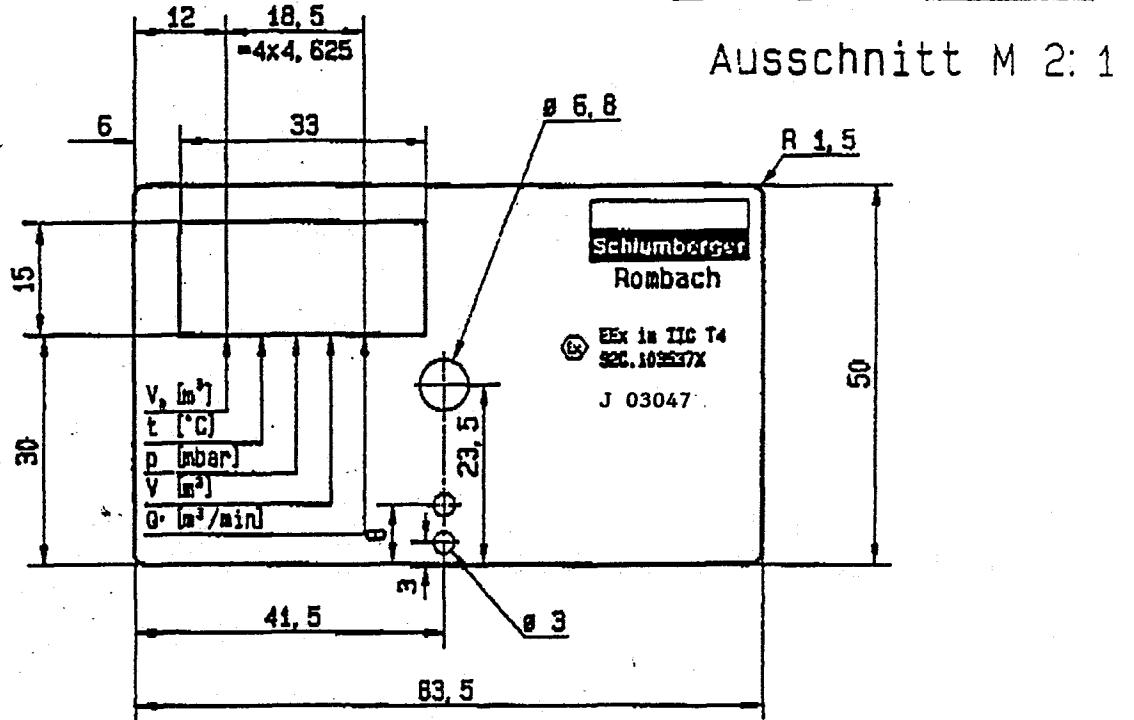 12
18,5
=4x4,625
Ausschnitt M 2:1
ø 6,8
6
33
R 1,5
Schlumberger
Rombach
15
EEx ia IIC T4
J 03047
50
V [m³]
t [°C]
30
p [mbar]
23,5
V [m³]
Q [m³/min]
8
3
41,5
ø 3
83,5